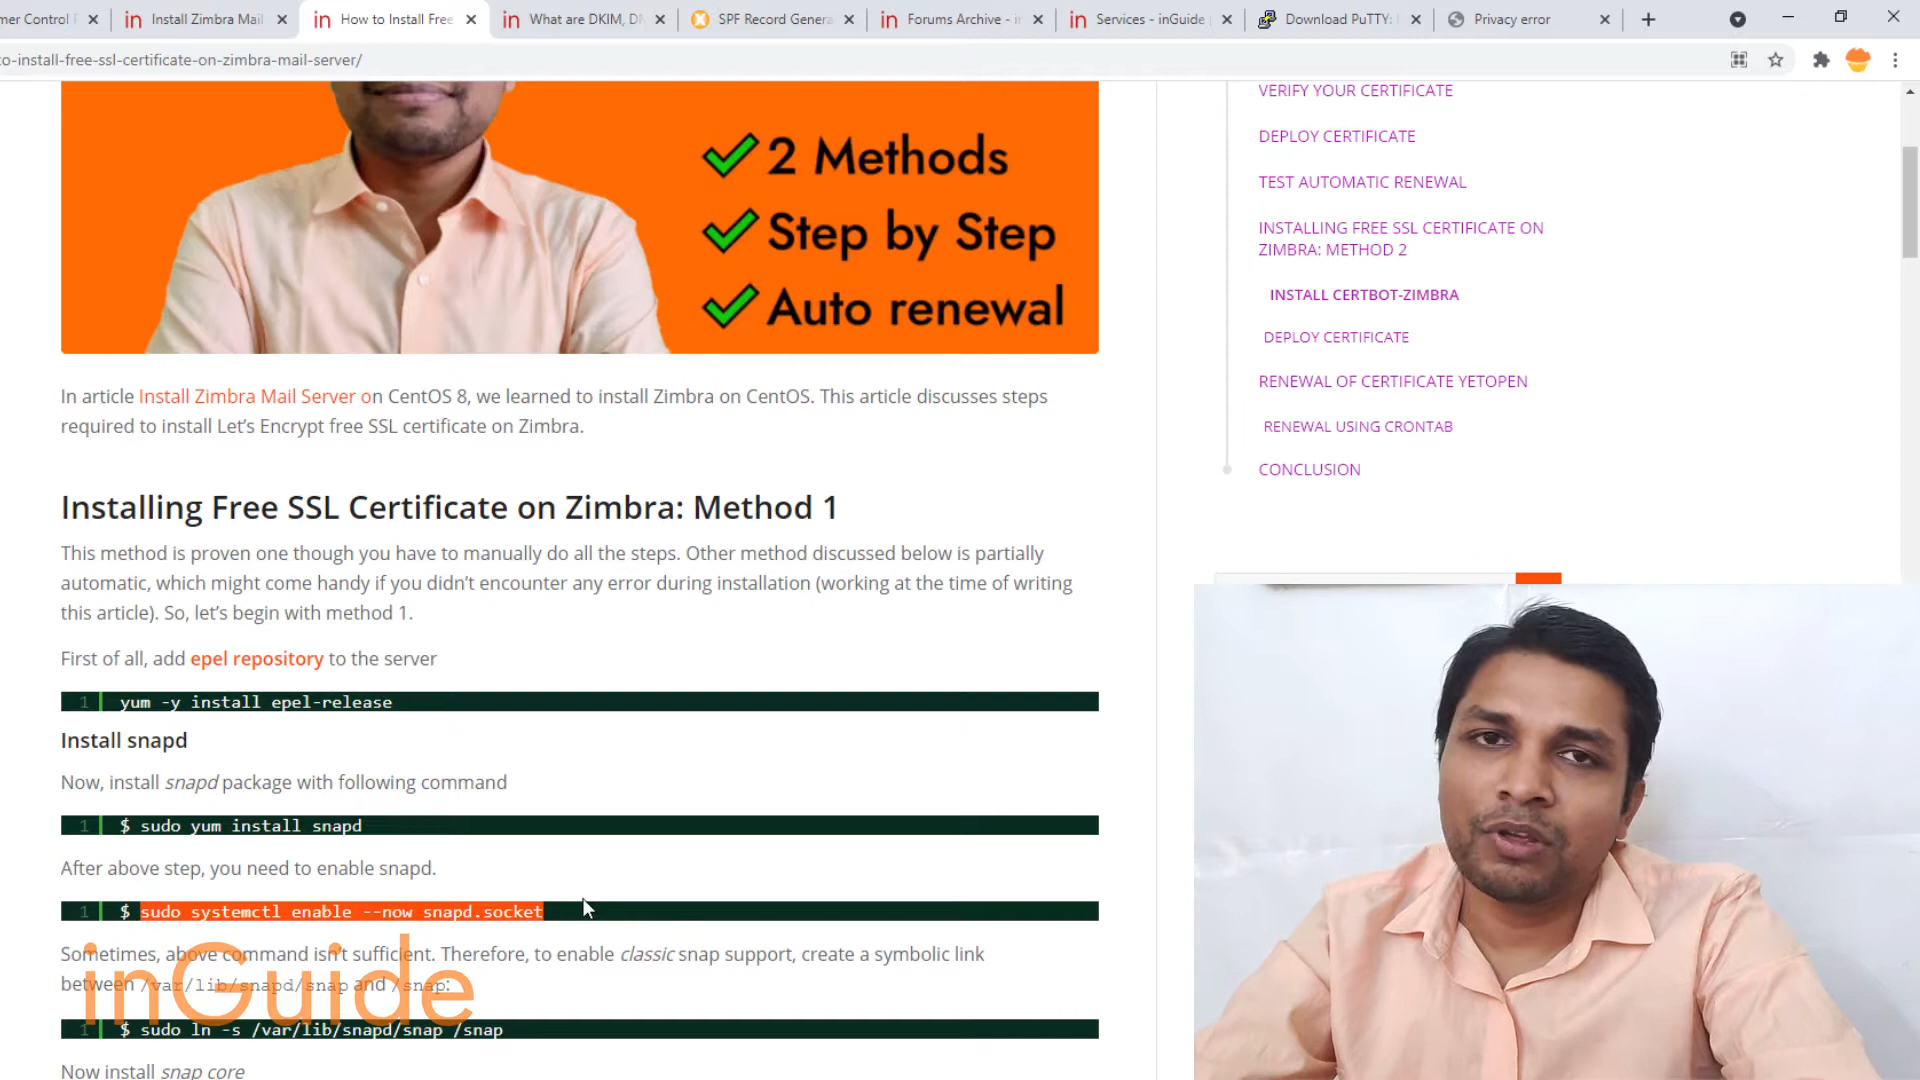 mer Control P
Install Zimbra Mail
How to Install Free
What are DKIM, D
SPF Record Genera
Forums Archive - i
Services - inGuide
Download PuTTY:
Privacy error
o-install-free-ssl-certificate-on-zimbra-mail-server/
2 Methods
Step by Step
Auto renewal
In article Install Zimbra Mail Server on CentOS 8, we learned to install Zimbra on CentOS. This article discusses steps
required to install Let's Encrypt free SSL certificate on Zimbra.
Installing Free SSL Certificate on Zimbra: Method 1
This method is proven one though you have to manually do all the steps. Other method discussed below is partially
automatic, which might come handy if you didn't encounter any error during installation (working at the time of writing
this article). So, let's begin with method 1.
First of all, add epel repository to the server
1 yum -y install epel-release
Install snapd
Now, install snapd package with following command
1 $ sudo yum install snapd
After above step, you need to enable snapd.
1 $ sudo systemctl enable --now snapd.socket
Sometimes, above command isn't sufficient. Therefore, to enable classic snap support, create a symbolic link
between /var/lib/snapd/snap and /snap:
1 $ sudo ln -s /var/lib/snapd/snap /snap
Now install snap core
inGuide
VERIFY YOUR CERTIFICATE
DEPLOY CERTIFICATE
TEST AUTOMATIC RENEWAL
INSTALLING FREE SSL CERTIFICATE ON
ZIMBRA: METHOD 2
INSTALL CERTBOT-ZIMBRA
DEPLOY CERTIFICATE
RENEWAL OF CERTIFICATE YETOPEN
RENEWAL USING CRONTAB
CONCLUSION